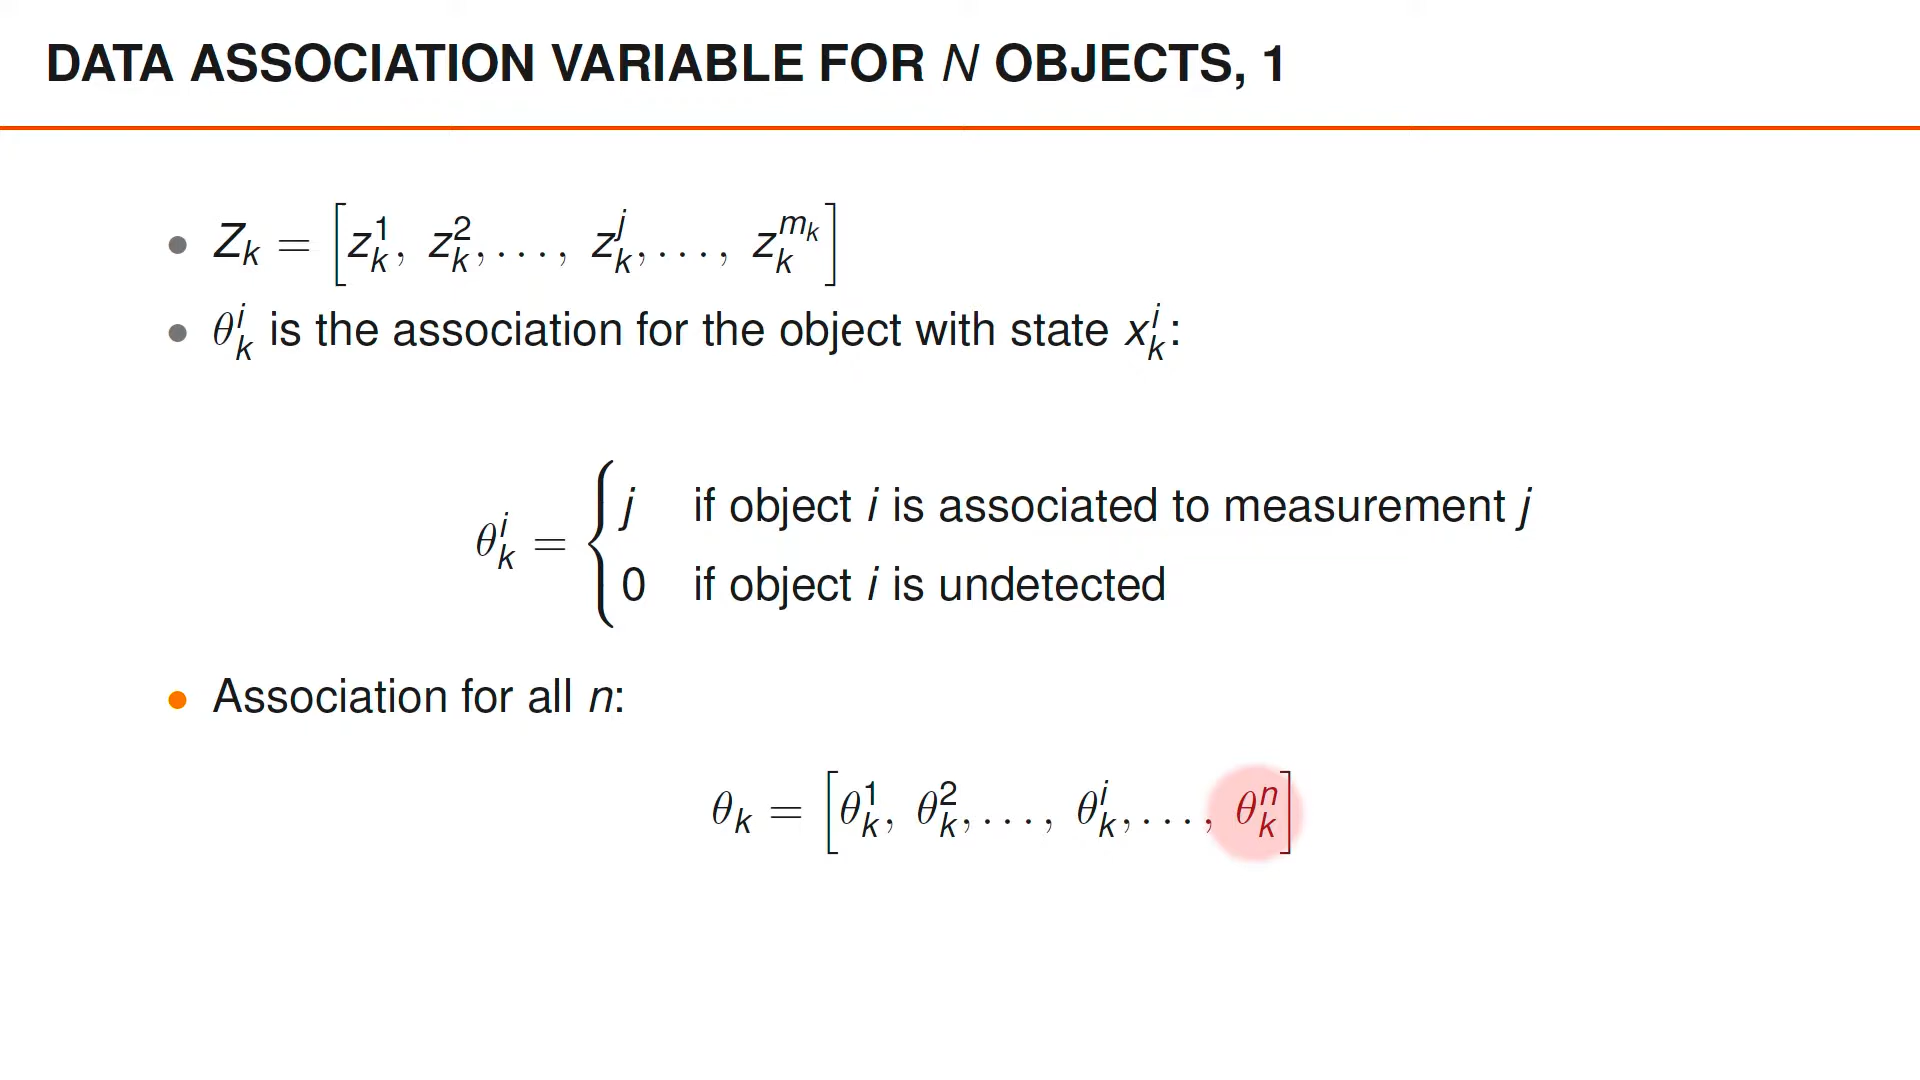 DATA ASSOCIATION VARIABLE FOR N OBJECTS, 1
• Z_k = [z_k^1, z_k^2, . . . , z_k^j, . . . , z_k^{m_k}]
• θ_k^i is the association for the object with state x_k^i:
θ_k^i = { j if object i is associated to measurement j
0 if object i is undetected
• Association for all n:
θ_k = [θ_k^1, θ_k^2, . . . , θ_k^i, . . . , θ_k^n]